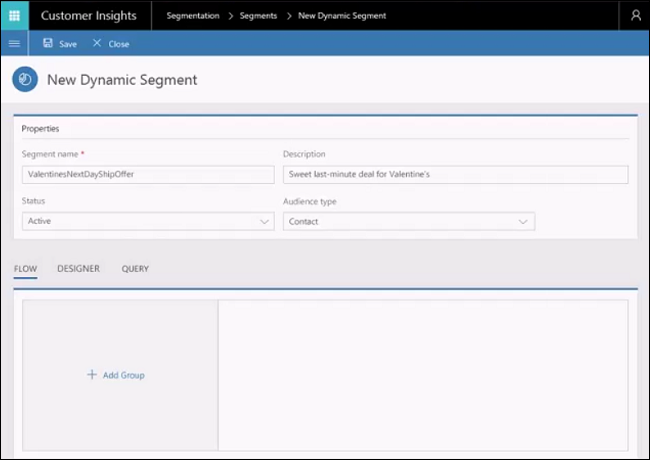 Customer Insights Segmentation > Segments > New Dynamic Segment
Save Close
New Dynamic Segment
Properties
Segment name * Description
ValentinesNextDayShipOffer Sweet last-minute deal for Valentine's
Status Audience type
Active Contact
FLOW DESIGNER QUERY
+ Add Group